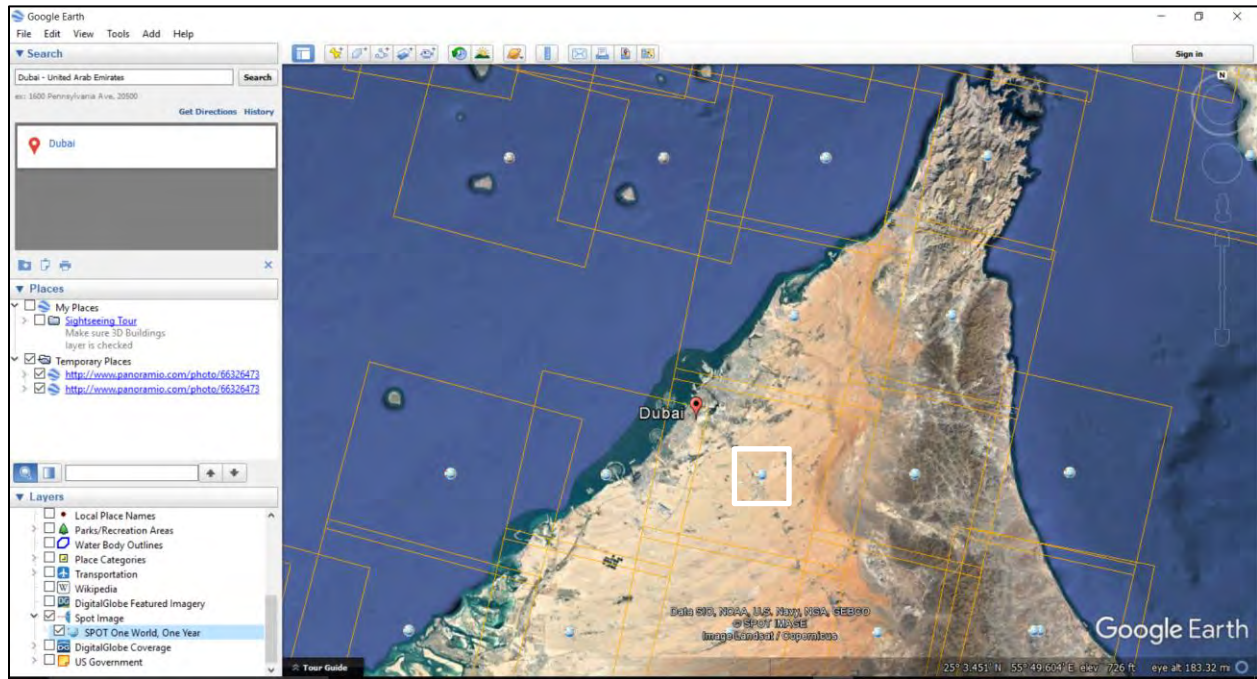 Google Earth
File Edit View Tools Add Help
Search
Sign in
Dubai - United Arab Emirates Search
ex: 1600 Pennsylvania Ave, 20500
Get Directions History
Dubai
Places
My Places
Sightseeing Tour
Make sure 3D Buildings
layer is checked
Temporary Places
http://www.panoramio.com/photo/66326473
http://www.panoramio.com/photo/66326473
Layers
Local Place Names
Parks/Recreation Areas
Water Body Outlines
Place Categories
Transportation
W Wikipedia
DG DigitalGlobe Featured Imagery
Spot Image
SPOT One World, One Year
DG DigitalGlobe Coverage
US Government
N
Dubai
Data SIO, NOAA, U.S. Navy, NGA, GEBCO
© SPOT IMAGE
Image Landsat / Copernicus
Google Earth
Tour Guide
25° 3.451' N 55° 49.604' E elev 726 ft eye alt 183.32 mi